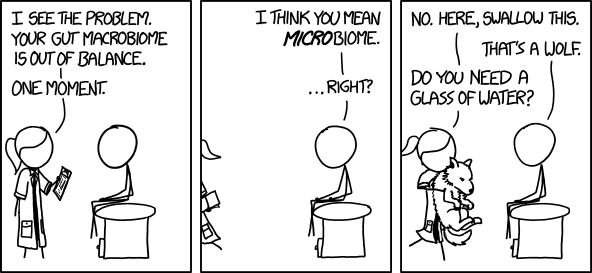 I SEE THE PROBLEM.
YOUR GUT MACROBIOME
IS OUT OF BALANCE.
ONE MOMENT.
I THINK YOU MEAN
MICROBIOME.
...RIGHT?
NO. HERE, SWALLOW THIS.
THAT'S A WOLF.
DO YOU NEED A
GLASS OF WATER?